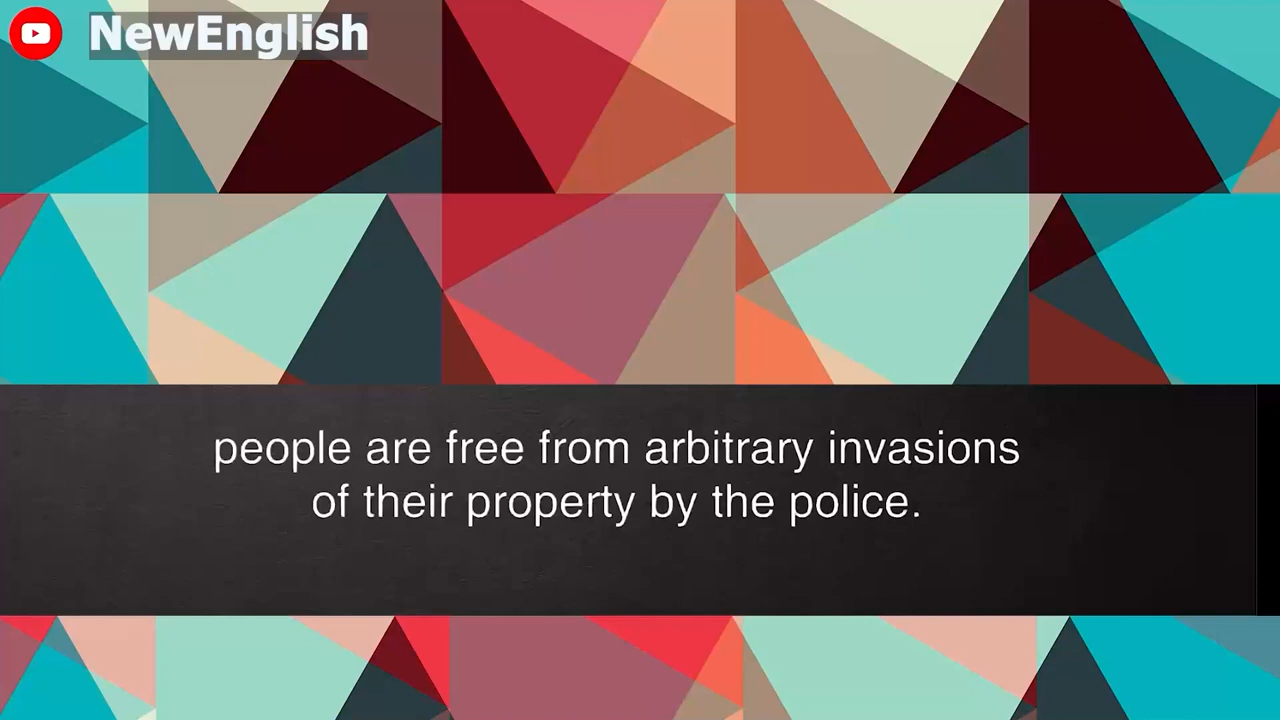 NewEnglish
people are free from arbitrary invasions
of their property by the police.